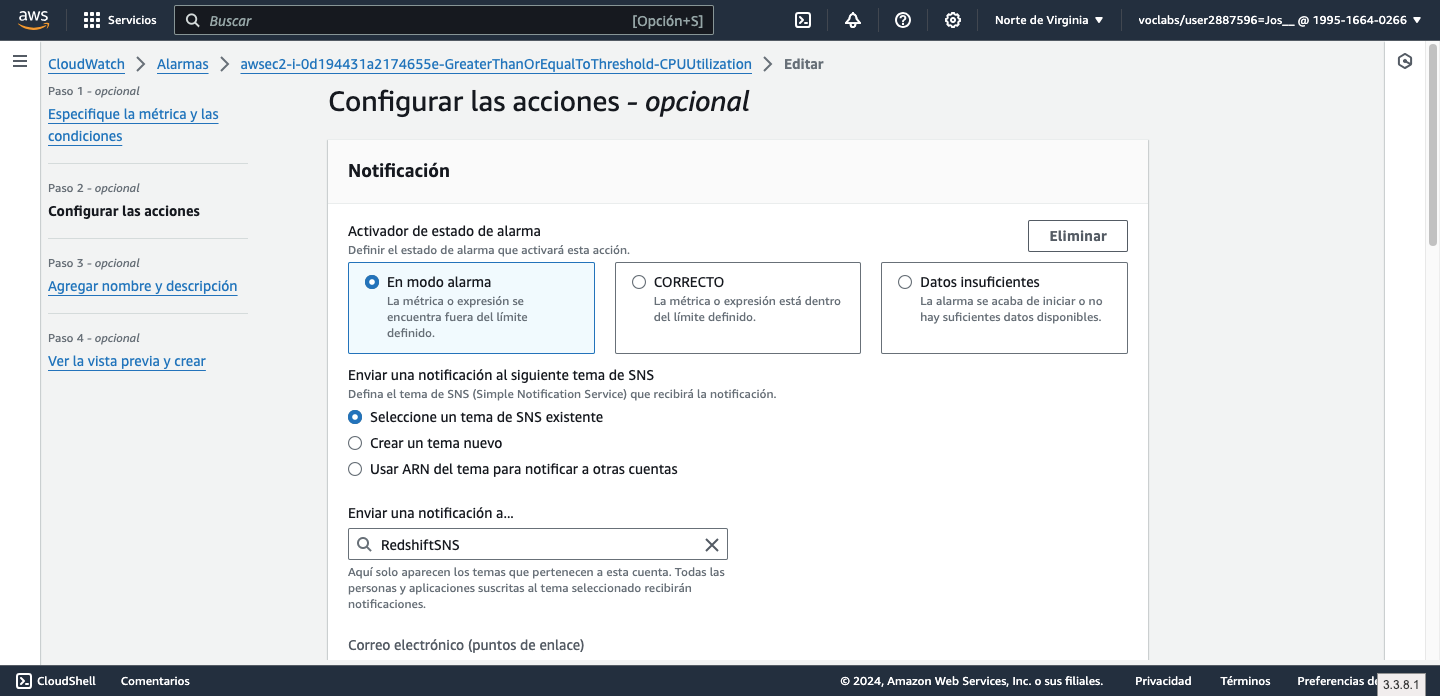 aws
Servicios
Buscar
[Opción+S]
Norte de Virginia
voclabs/user2887596=Jos__ @ 1995-1664-0266
CloudWatch
Alarmas
awsec2-i-0d194431a2174655e-GreaterThanOrEqualToThreshold-CPUUtilization
Editar
Paso 1 - opcional
Especifique la métrica y las
condiciones
Paso 2 - opcional
Configurar las acciones
Paso 3 - opcional
Agregar nombre y descripción
Paso 4 - opcional
Ver la vista previa y crear
Configurar las acciones - opcional
Notificación
Activador de estado de alarma
Definir el estado de alarma que activará esta acción.
Eliminar
En modo alarma
La métrica o expresión se
encuentra fuera del límite
definido.
CORRECTO
La métrica o expresión está dentro
del límite definido.
Datos insuficientes
La alarma se acaba de iniciar o no
hay suficientes datos disponibles.
Enviar una notificación al siguiente tema de SNS
Defina el tema de SNS (Simple Notification Service) que recibirá la notificación.
Seleccione un tema de SNS existente
Crear un tema nuevo
Usar ARN del tema para notificar a otras cuentas
Enviar una notificación a...
RedshiftSNS
Aquí solo aparecen los temas que pertenecen a esta cuenta. Todas las
personas y aplicaciones suscritas al tema seleccionado recibirán
notificaciones.
Correo electrónico (puntos de enlace)
CloudShell
Comentarios
© 2024, Amazon Web Services, Inc. o sus filiales.
Privacidad
Términos
Preferencias de
3.3.8.1